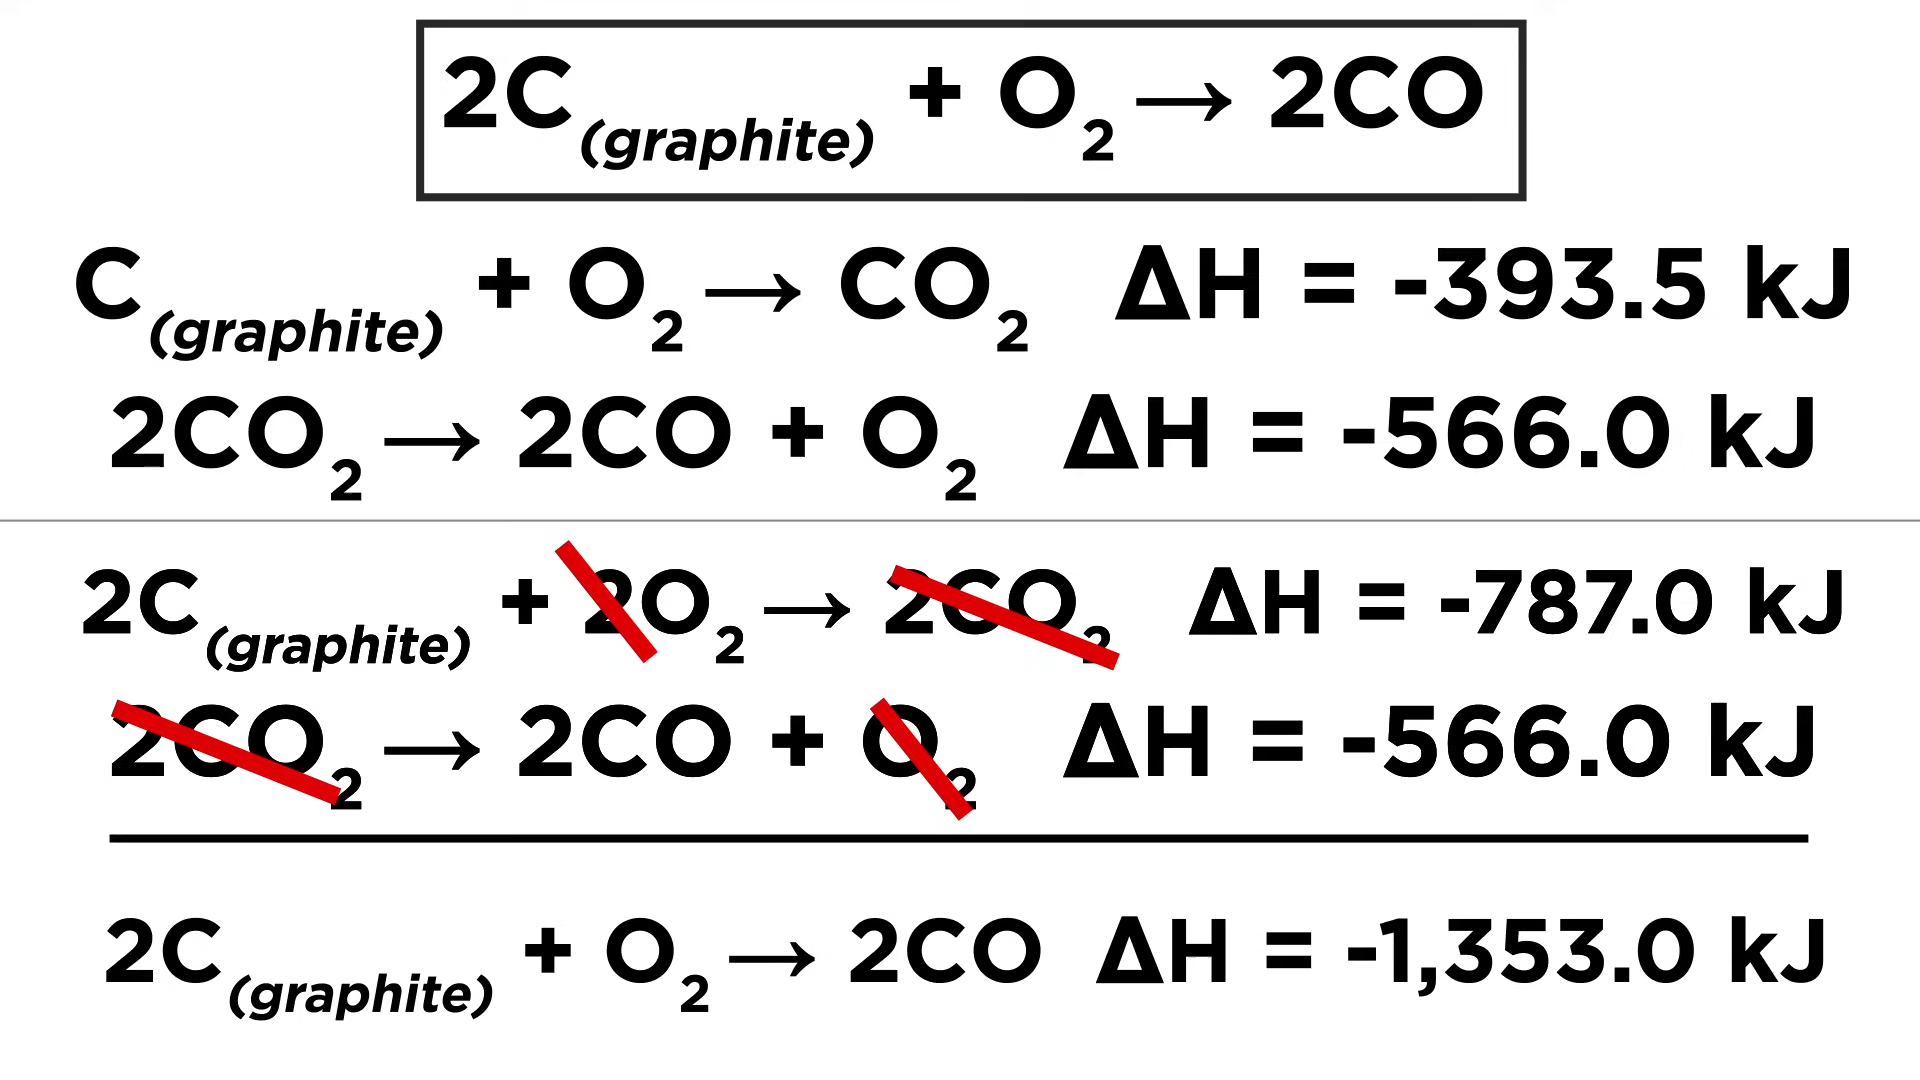 2C(graphite) + O2 → 2CO
C(graphite) + O2 → CO2 ΔH = -393.5 kJ
2CO2 → 2CO + O2 ΔH = -566.0 kJ
2C(graphite) + 2O2 → 2CO2 ΔH = -787.0 kJ
2CO2 → 2CO + O2 ΔH = -566.0 kJ
2C(graphite) + O2 → 2CO ΔH = -1,353.0 kJ